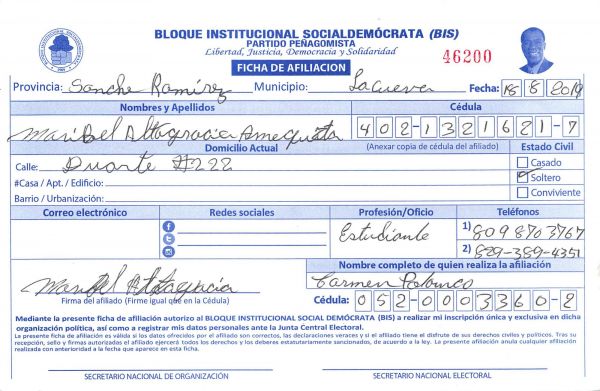 BLOQUE INSTITUCIONAL SOCIALDEMÓCRATA (BIS)
PARTIDO PEÑAGOMISTA
Libertad, Justicia, Democracia y Solidaridad
46200
FICHA DE AFILIACION
Provincia: Sanche Ramírez Municipio: La Cueva Fecha: 18 8 2019
Nombres y Apellidos Cédula
Maribel Altagracia Amequita 402-1321621-7
Domicilio Actual (Anexar copia de cédula del afiliado) Estado Civil
Calle: Duarte #222 Casado
#Casa / Apt. / Edificio: Soltero
Barrio / Urbanización: Conviviente
Correo electrónico Redes sociales Profesión/Oficio Teléfonos
Estudiante 1) 809 870 3767
2) 829-389-4351
Maribel Altagracia
Firma del afiliado (Firme igual que en la Cédula)
Nombre completo de quien realiza la afiliación
Carmen Polanco
Cédula: 052-0003360-2
Mediante la presente ficha de afiliación autorizo al BLOQUE INSTITUCIONAL SOCIAL DEMÓCRATA (BIS) a realizar mi inscripción única y exclusiva en dicha
organización política, así como a registrar mis datos personales ante la Junta Central Electoral.
La presente ficha de afiliación es válida si los datos ofrecidos por el afiliado son correctos, las declaraciones veraces y si el afiliado tiene el disfrute de sus derechos civiles y políticos. Tras su
recepción, sello y firmas autorizadas el afiliado ejercerá todos los derechos y los deberes estatutariamente sancionados, de acuerdo a la ley. La presente afiliación anula cualquier afiliación
realizada con anterioridad a la fecha que aparece en esta ficha.
SECRETARIO NACIONAL DE ORGANIZACIÓN SECRETARIO NACIONAL ELECTORAL